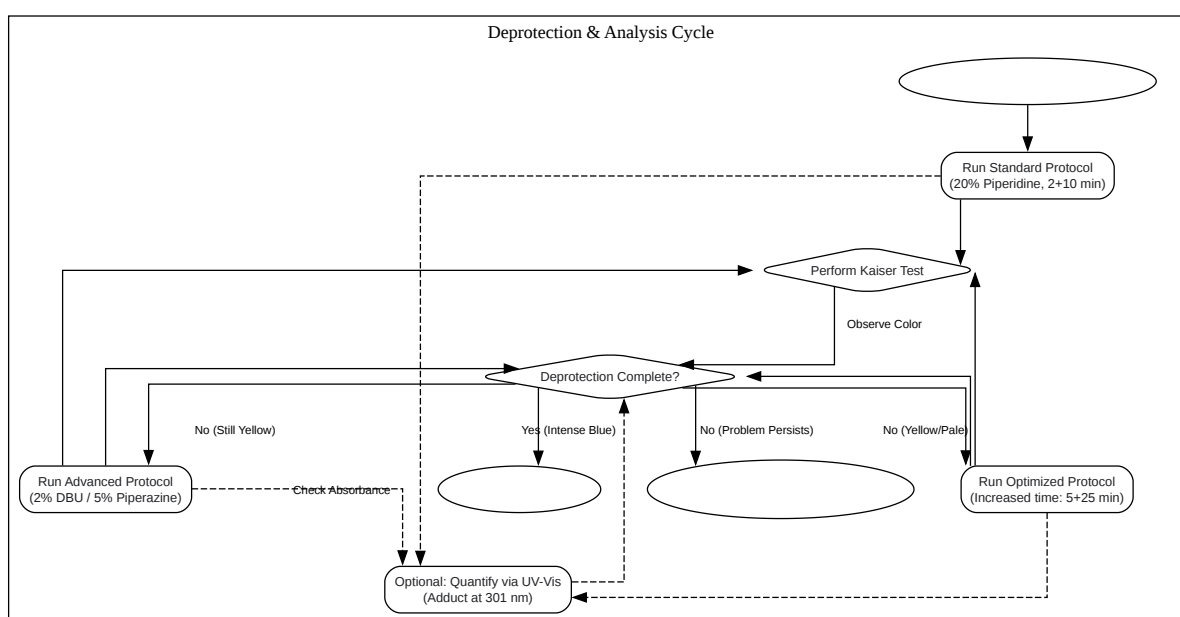 Deprotection & Analysis Cycle
Run Standard Protocol
(20% Piperidine, 2+10 min)
Perform Kaiser Test
Observe Color
Deprotection Complete?
No (Still Yellow)
Yes (Intense Blue)
No (Problem Persists)
No (Yellow/Pale)
Run Advanced Protocol
(2% DBU / 5% Piperazine)
Check Absorbance
Run Optimized Protocol
(Increased time: 5+25 min)
Optional: Quantify via UV-Vis
(Adduct at 301 nm)